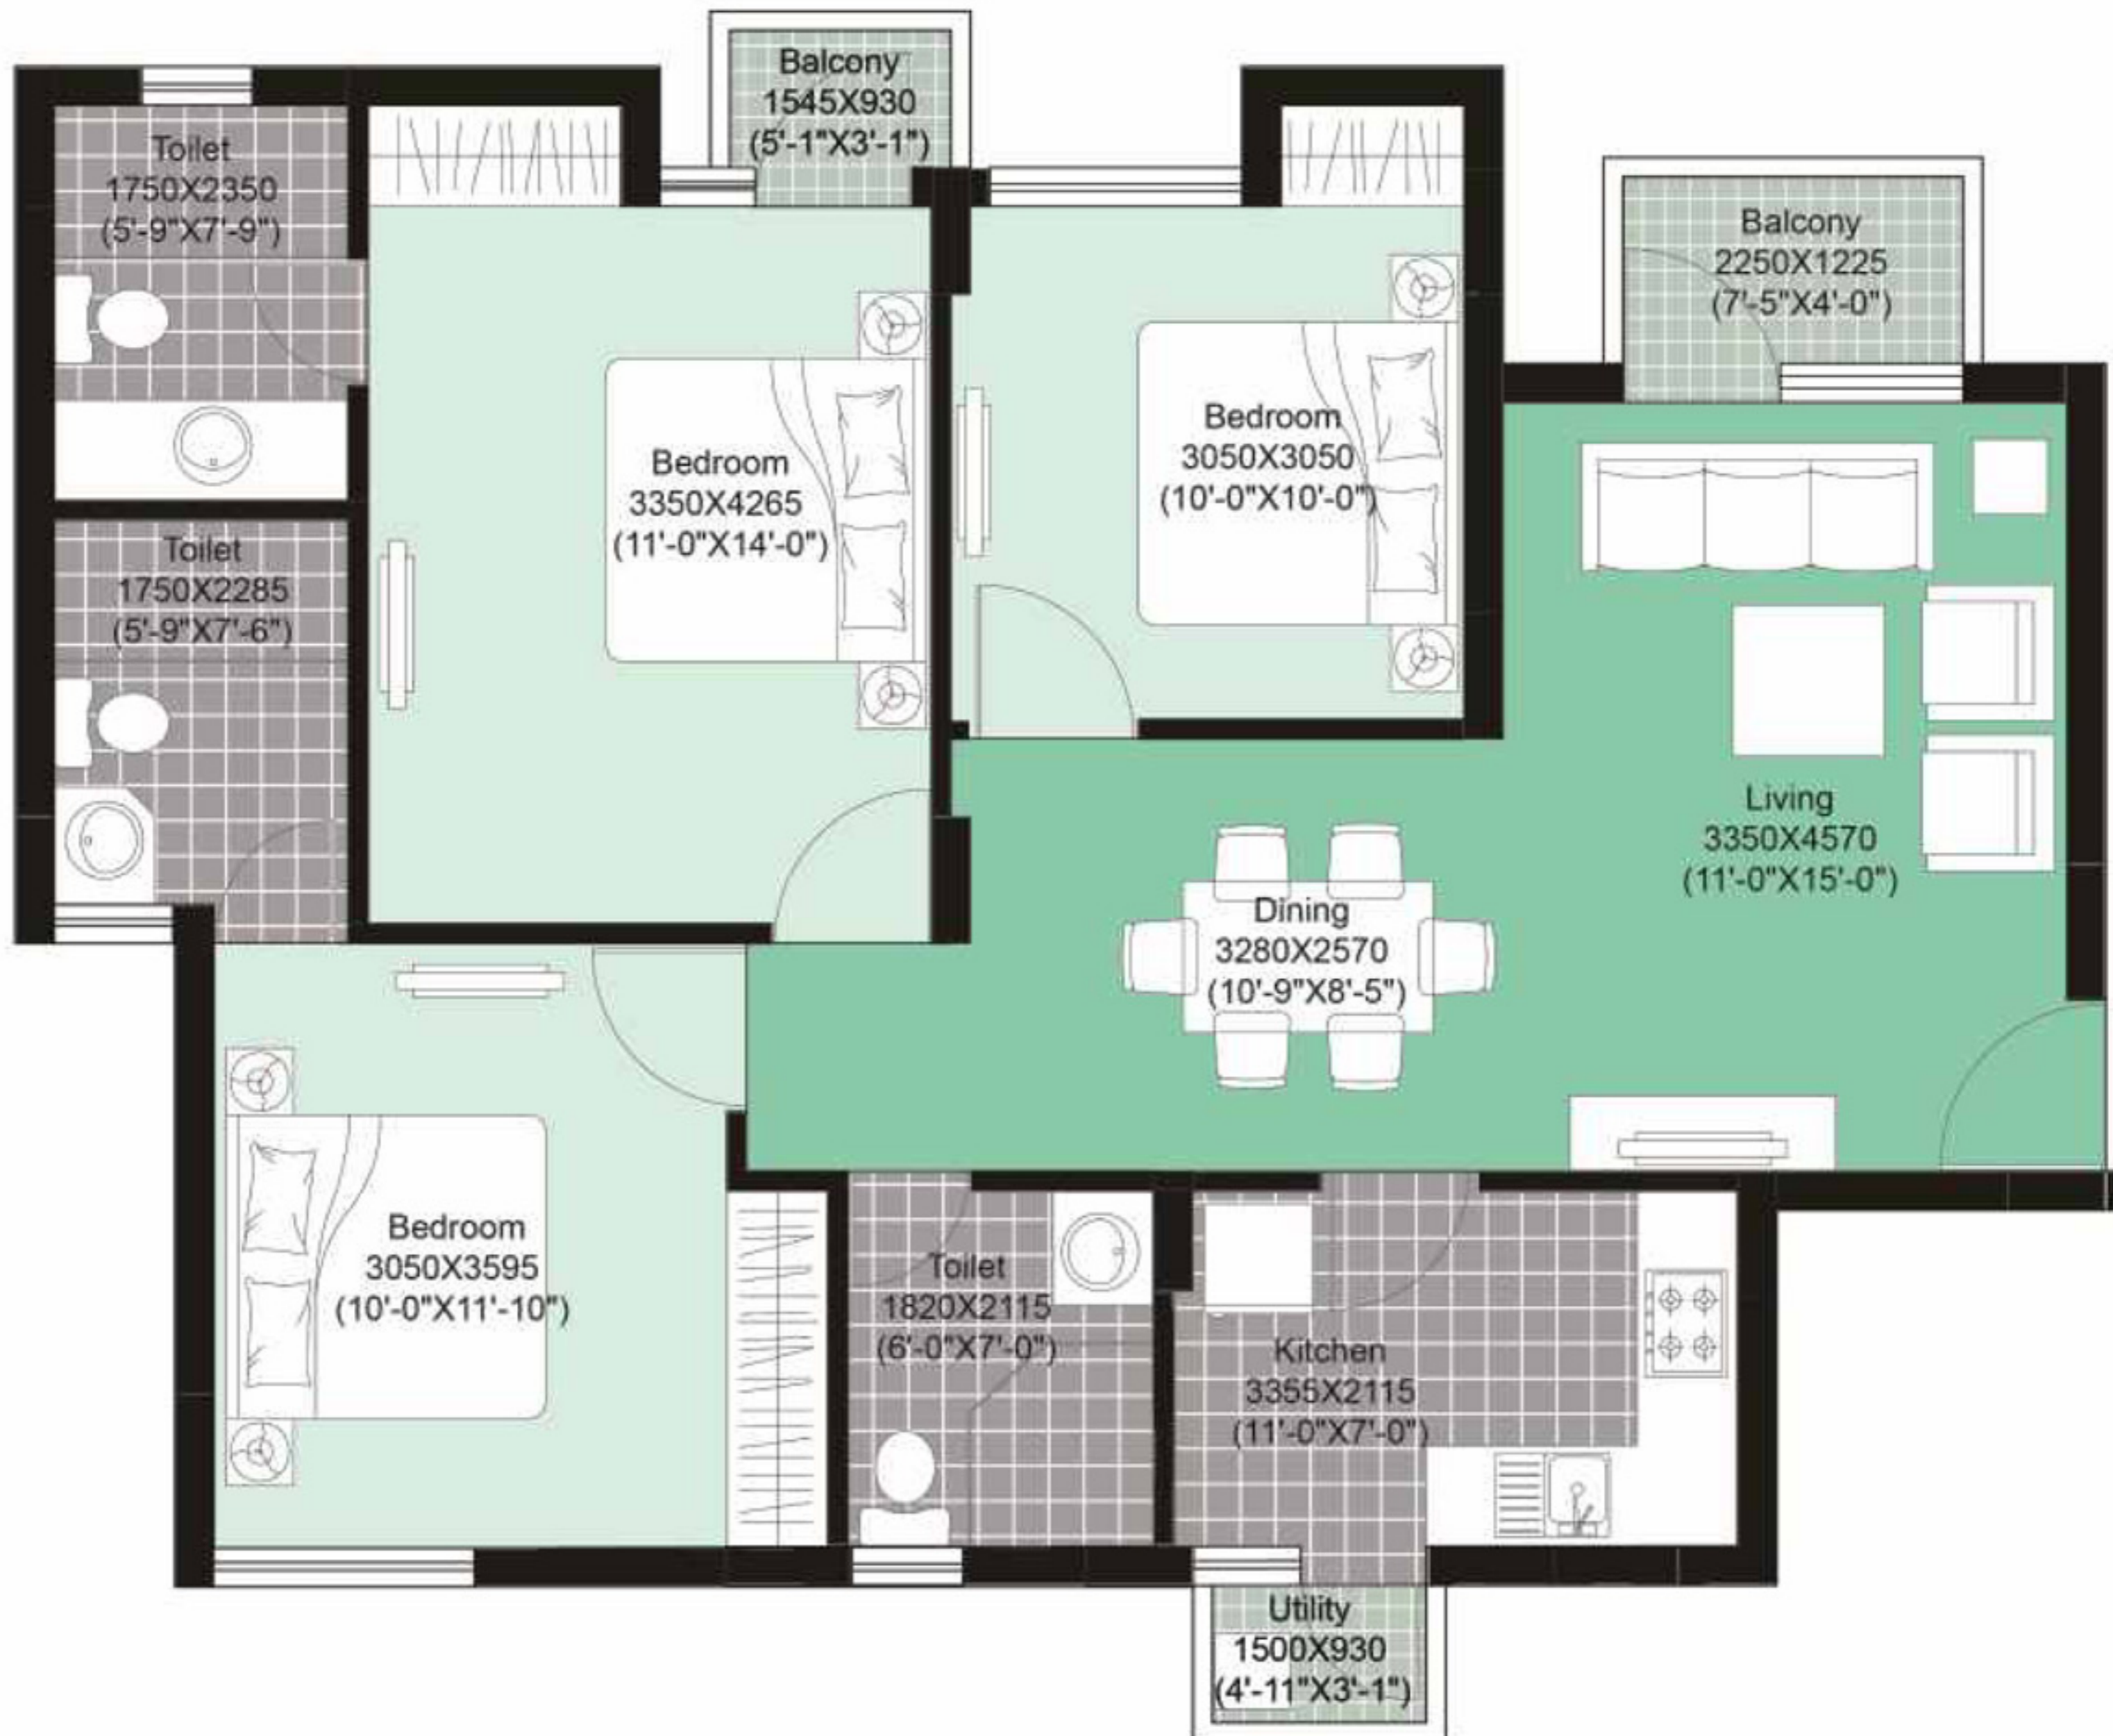 Balcony
1545X930
(5'-1"X3'-1")
Toilet
1750X2350
(5'-9"X7'-9")
Balcony
2250X1225
(7'-5"X4'-0")
Bedroom
3350X4265
(11'-0"X14'-0")
Bedroom
3050X3050
(10'-0"X10'-0")
Toilet
1750X2285
(5'-9"X7'-6")
Living
3350X4570
(11'-0"X15'-0")
Dining
3280X2570
(10'-9"X8'-5")
Bedroom
3050X3595
(10'-0"X11'-10")
Toilet
1820X2115
(6'-0"X7'-0")
Kitchen
3355X2115
(11'-0"X7'-0")
Utility
1500X930
(4'-11"X3'-1")